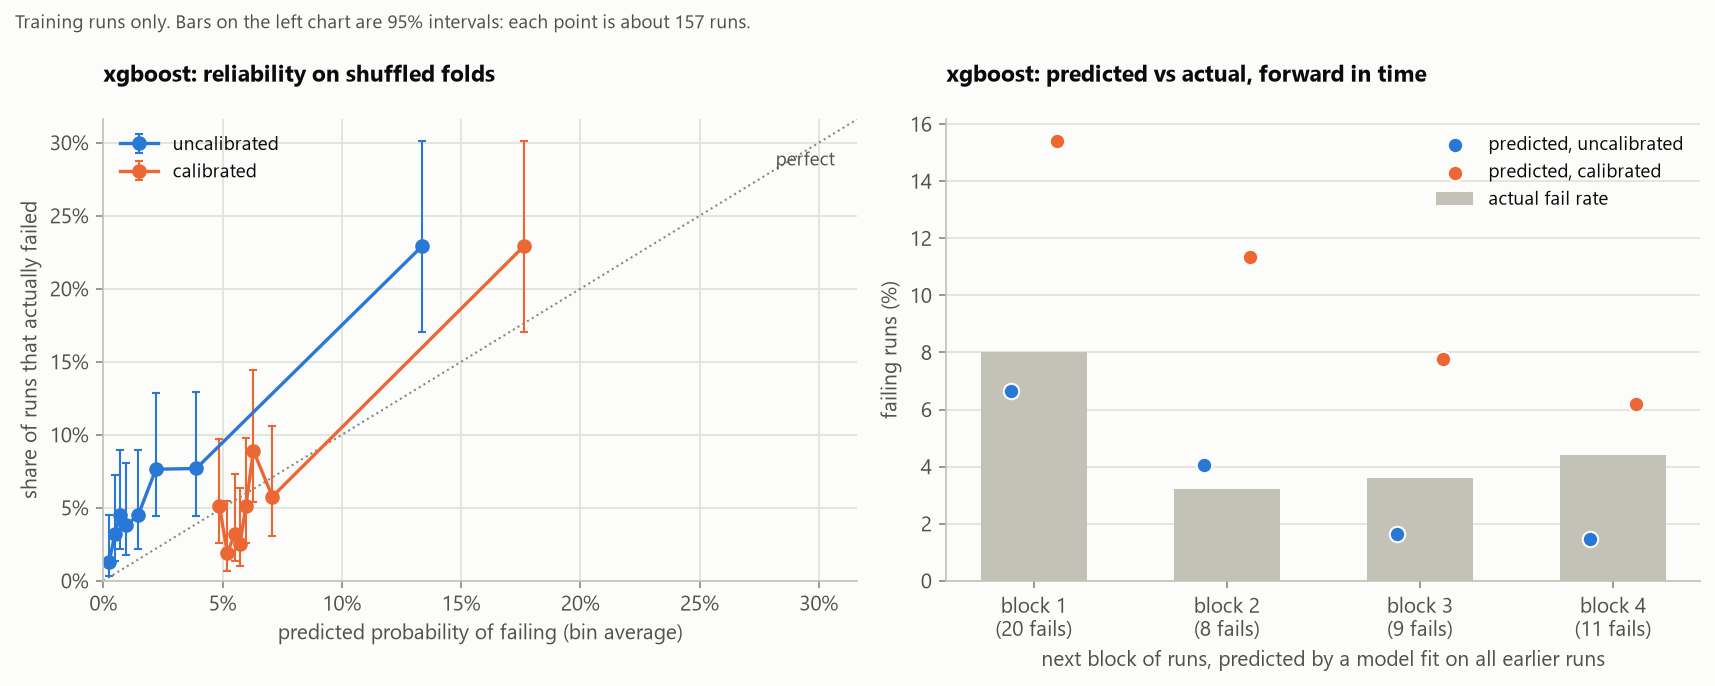 Training runs only. Bars on the left chart are 95% intervals: each point is about 157 runs.
xgboost: reliability on shuffled folds
uncalibrated
calibrated
perfect
30%
25%
20%
15%
10%
5%
0%
share of runs that actually failed
0% 5% 10% 15% 20% 25% 30%
predicted probability of failing (bin average)
xgboost: predicted vs actual, forward in time
predicted, uncalibrated
predicted, calibrated
actual fail rate
16
14
12
10
8
6
4
2
0
failing runs (%)
block 1 block 2 block 3 block 4
(20 fails) (8 fails) (9 fails) (11 fails)
next block of runs, predicted by a model fit on all earlier runs